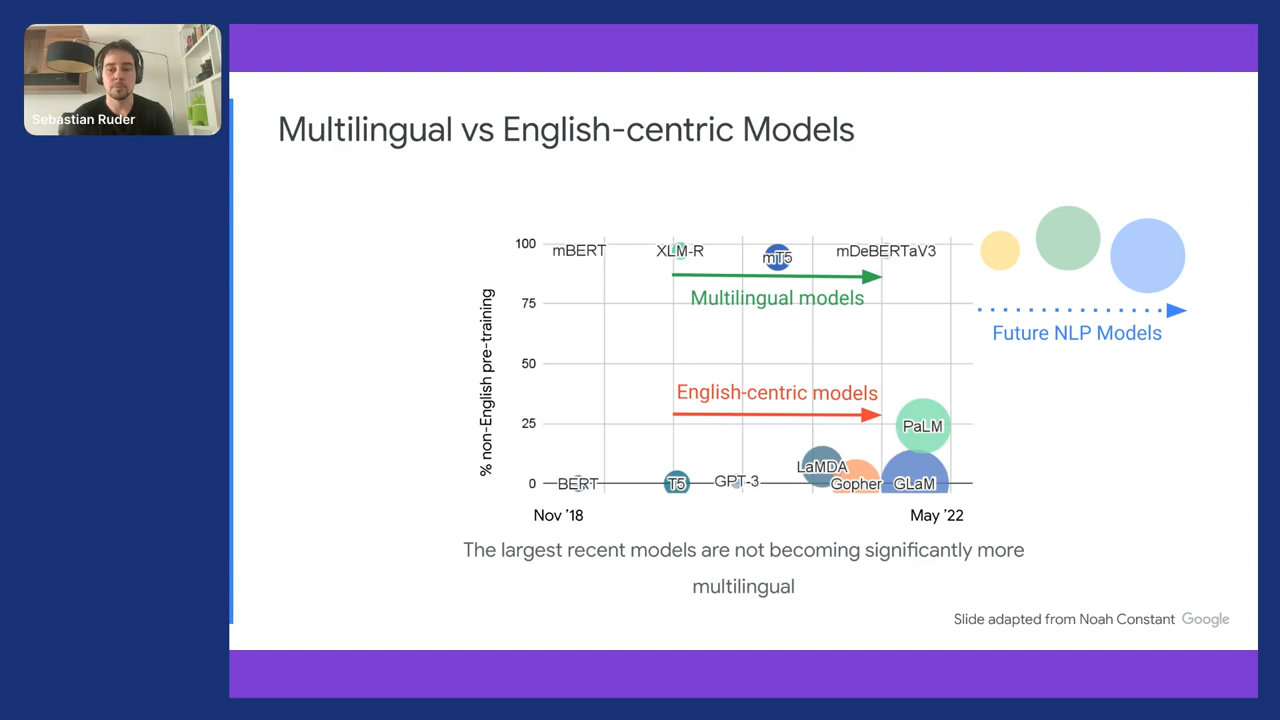 Sebastian Ruder
Multilingual vs English-centric Models
% non-English pre-training
100
75
50
25
0
mBERT
XLM-R
mT5
mDeBERTaV3
Multilingual models
Future NLP Models
English-centric models
PaLM
LaMDA
BERT
T5
GPT-3
Gopher
GLaM
Nov '18
May '22
The largest recent models are not becoming significantly more
multilingual
Slide adapted from Noah Constant Google